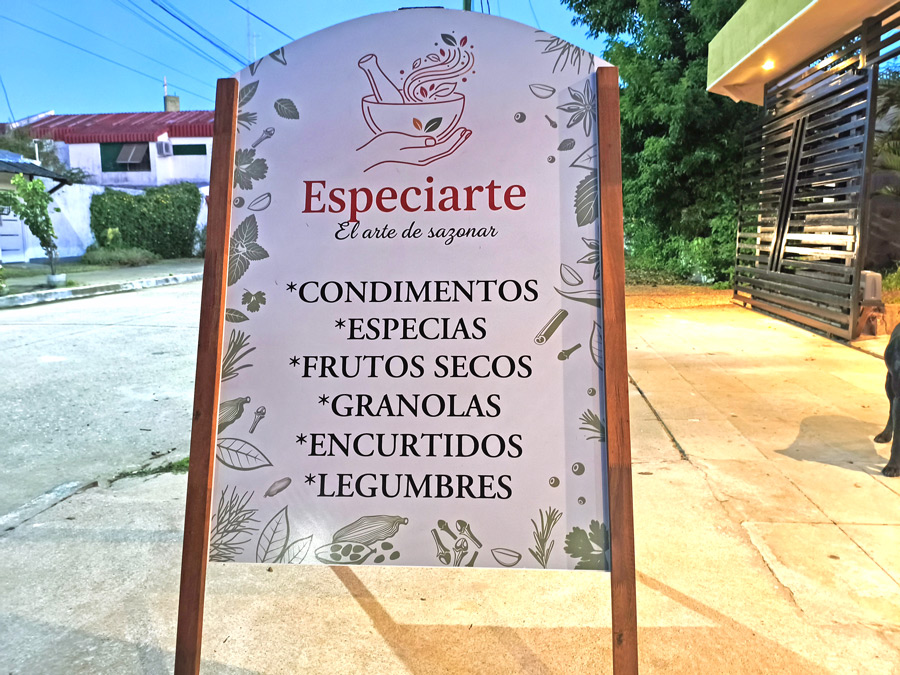 Especiarte
El arte de sazonar
*CONDIMENTOS
*ESPECIAS
*FRUTOS SECOS
*GRANOLAS
*ENCURTIDOS
*LEGUMBRES